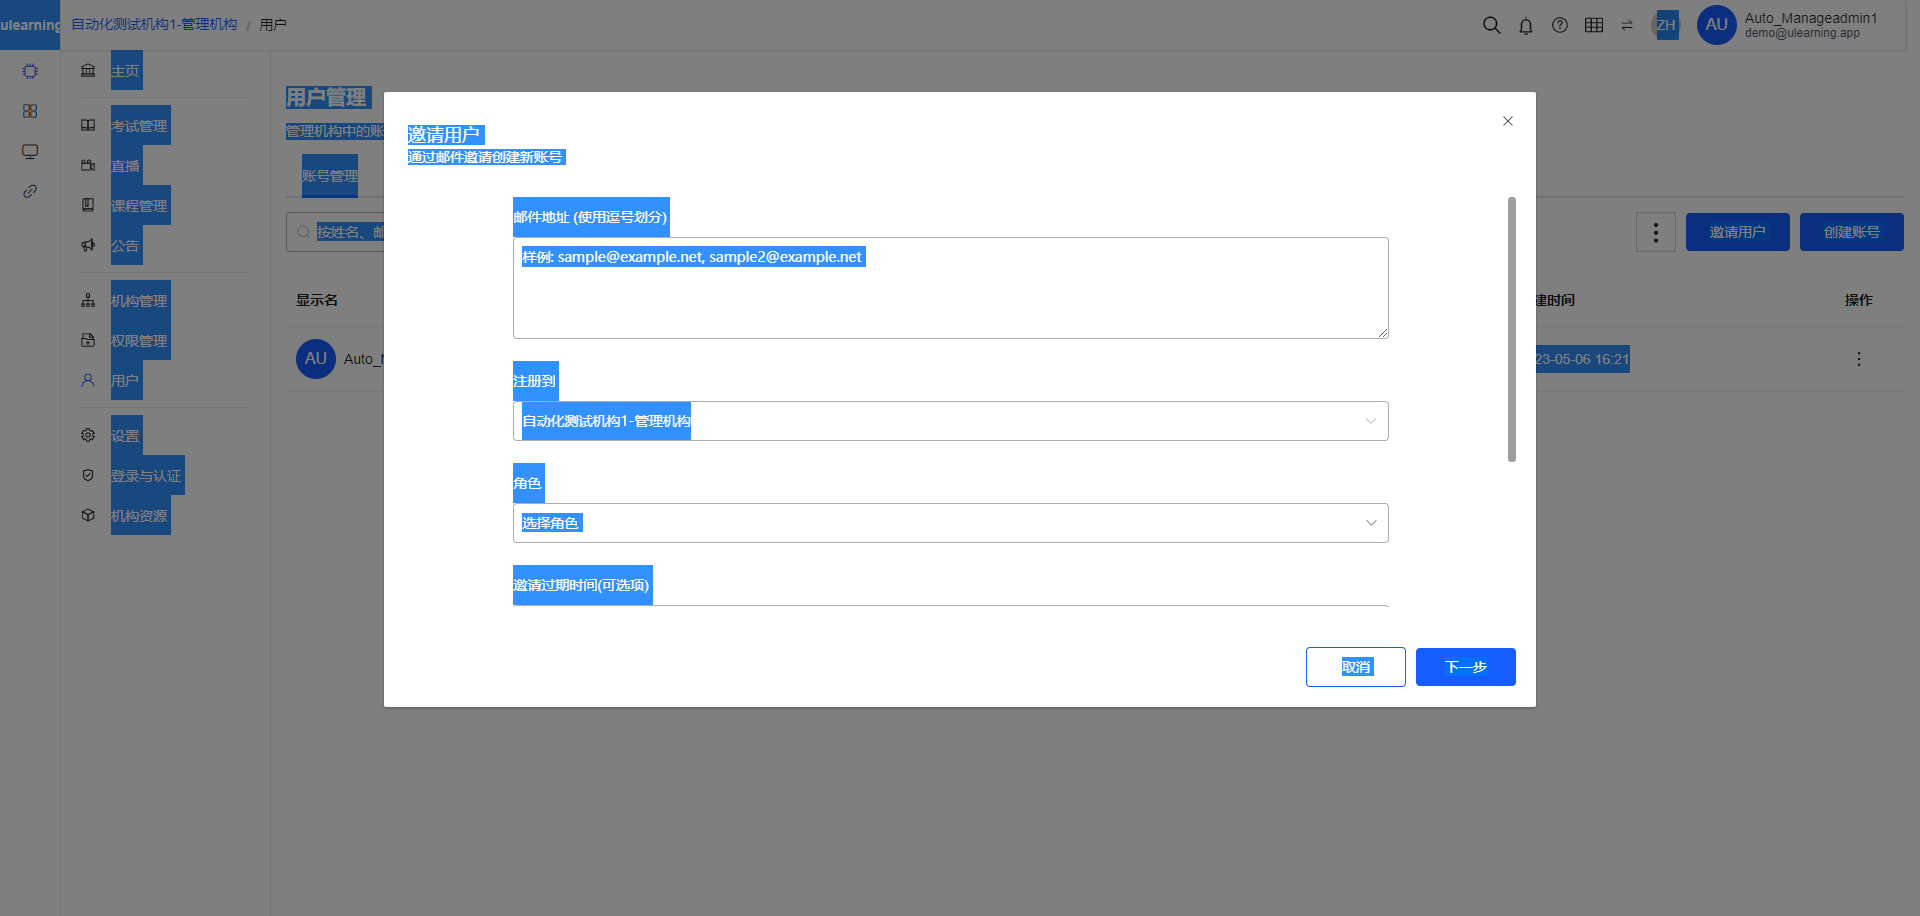 ulearning
自动化测试机构1-管理机构 / 用户
ZH
AU
Auto_Manageadmin1
demo@ulearning.app
主页
考试管理
直播
课程管理
公告
机构管理
权限管理
用户
设置
登录与认证
机构资源
用户管理
管理机构中的账
账号管理
按姓名、邮
邀请用户
创建账号
显示名
建时间
操作
AU
Auto_
23-05-06 16:21
邀请用户
通过邮件邀请创建新账号
邮件地址 (使用逗号划分)
样例: sample@example.net, sample2@example.net
注册到
自动化测试机构1-管理机构
角色
选择角色
邀请过期时间(可选项)
取消
下一步